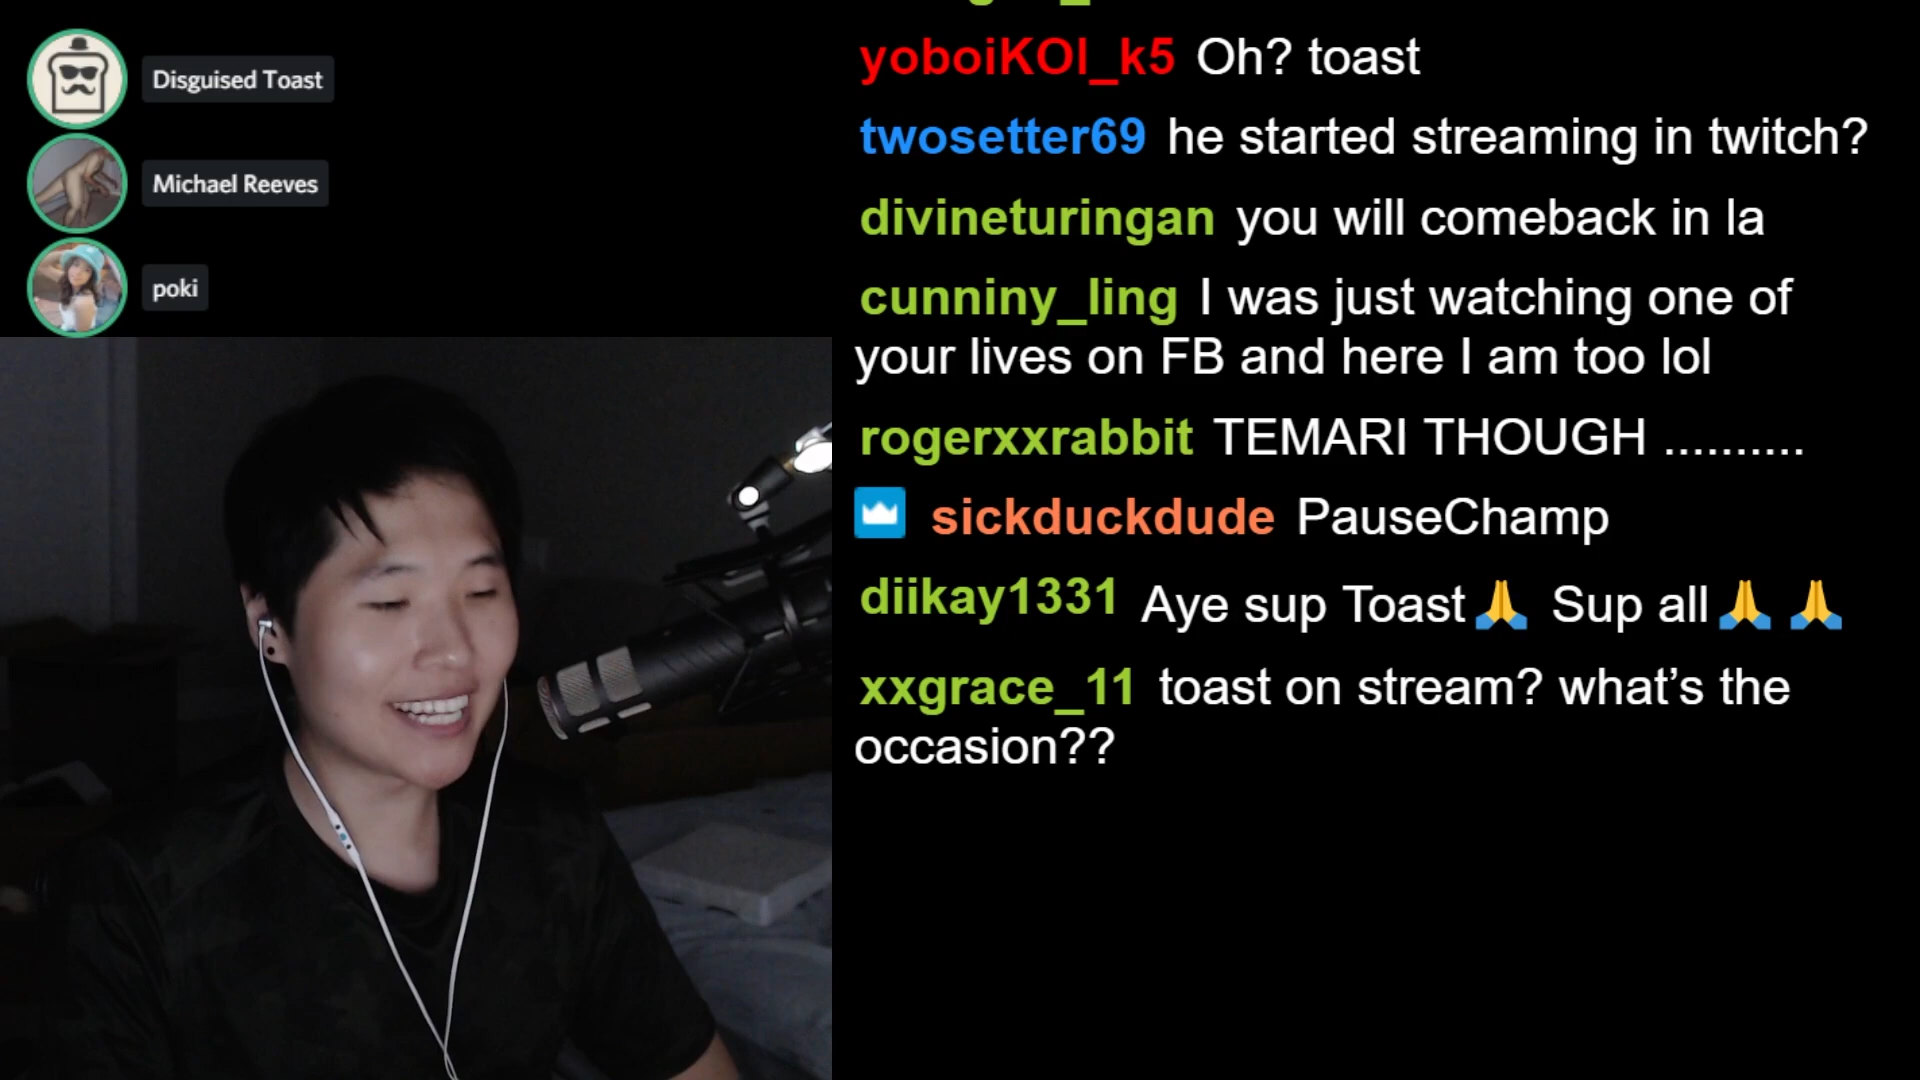 Disguised Toast
Michael Reeves
poki
yoboiKOI_k5 Oh? toast
twosetter69 he started streaming in twitch?
divineturingan you will comeback in la
cunniny_ling I was just watching one of
your lives on FB and here I am too lol
rogerxxrabbit TEMARI THOUGH ..........
sickduckdude PauseChamp
diikay1331 Aye sup Toast🙏 Sup all🙏 🙏
xxgrace_11 toast on stream? what’s the
occasion??